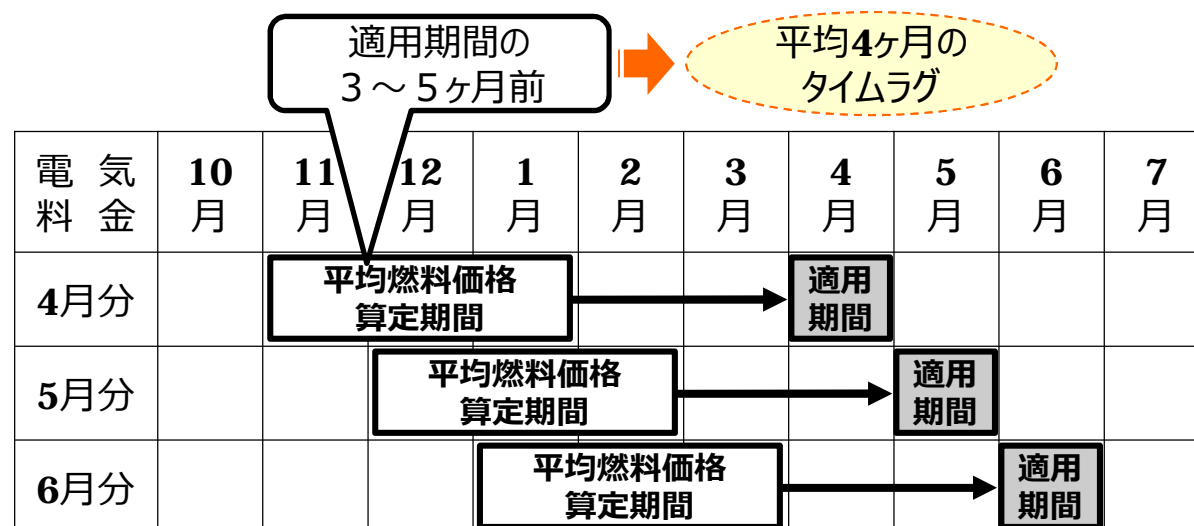 適用期間の
３～５ヶ月前
平均4ヶ月の
タイムラグ
電 気
料 金
10
月
11
月
12
月
1
月
2
月
3
月
4
月
5
月
6
月
7
月
4月分
平均燃料価格
算定期間
適用
期間
5月分
平均燃料価格
算定期間
適用
期間
6月分
平均燃料価格
算定期間
適用
期間